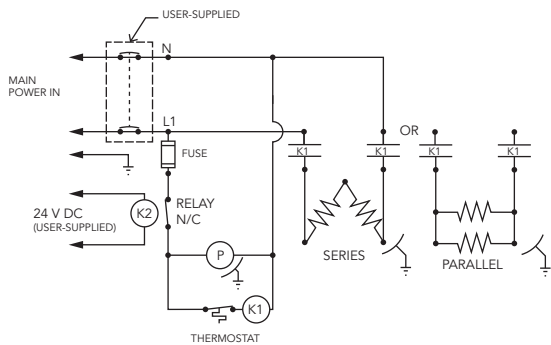 USER-SUPPLIED
N
MAIN
POWER IN
L1
OR
K1
K1
K1
K1
FUSE
RELAY
N/C
K2
24 V DC
(USER-SUPPLIED)
P
SERIES
PARALLEL
K1
THERMOSTAT